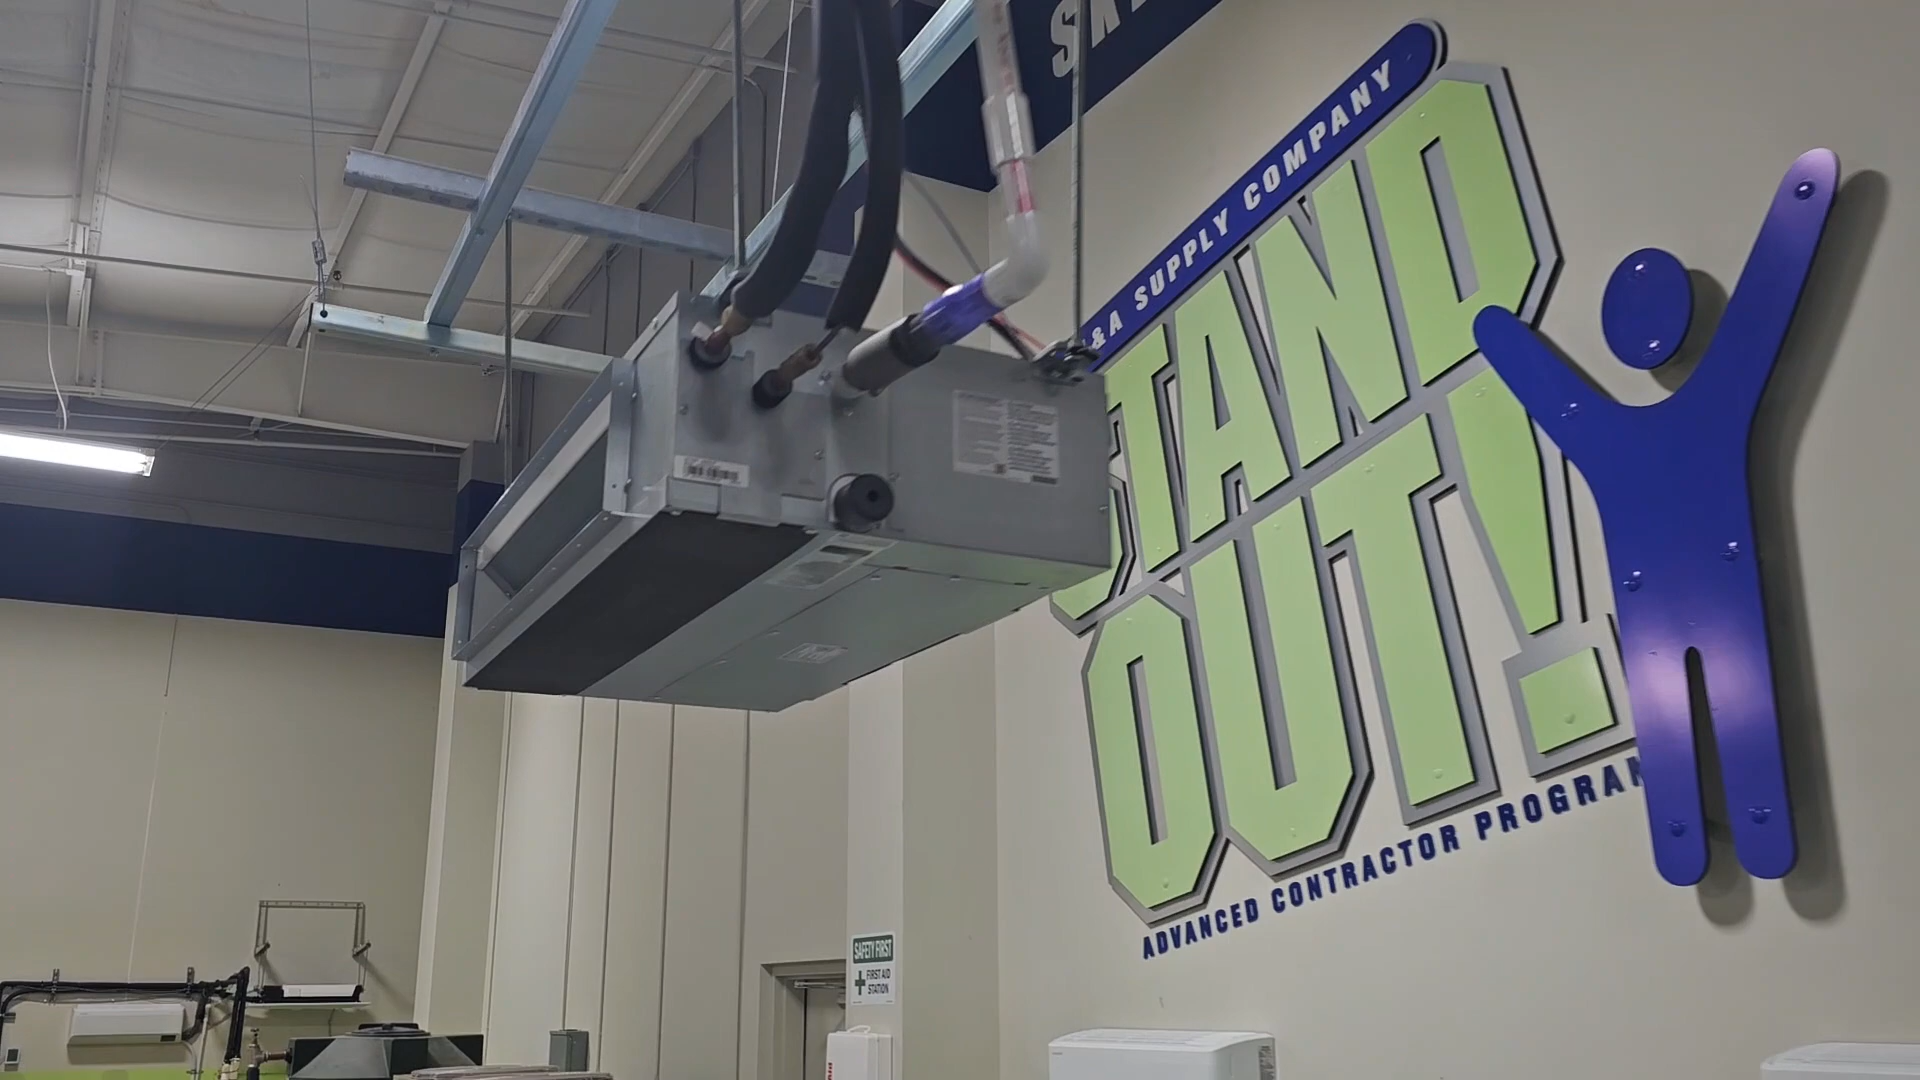 &A SUPPLY COMPANY
STAND
OUT!
ADVANCED CONTRACTOR PROGRAM
SAFETY FIRST
FIRST AID
STATION